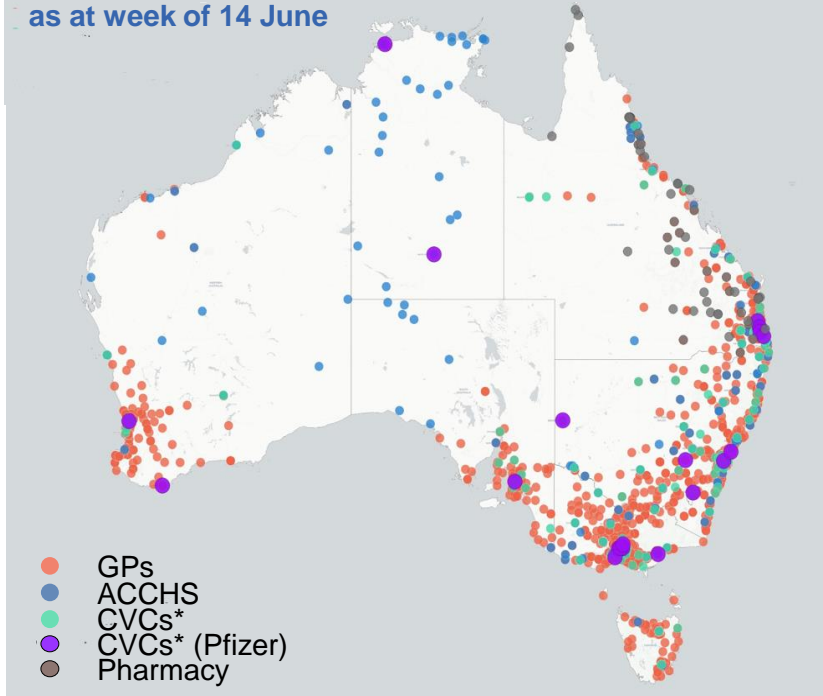 as at week of 14 June
GPs
ACCHS
CVCs*
CVCs* (Pfizer)
Pharmacy